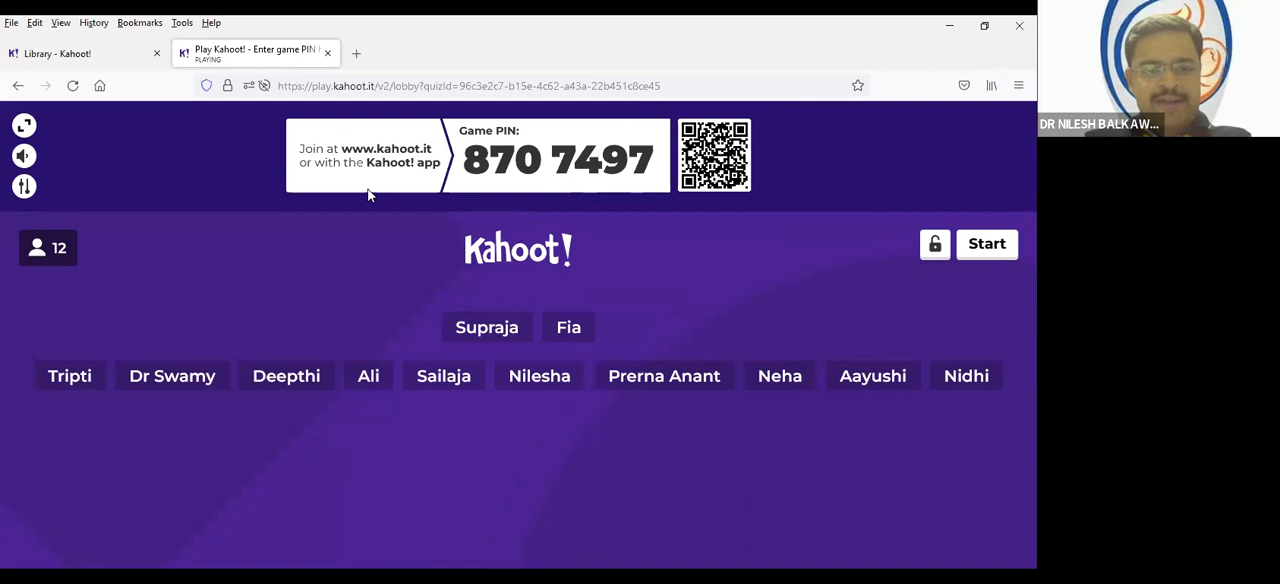 File Edit View History Bookmarks Tools Help
Library - Kahoot!
Play Kahoot! - Enter game PIN
PLAYING
https://play.kahoot.it/v2/lobby?quizId=96c3e2c7-b15e-4c62-a43a-22b451c8ce45
DR NILESH BALKAW...
Join at www.kahoot.it
or with the Kahoot! app
Game PIN:
870 7497
12
Kahoot!
Start
Supraja Fia
Tripti Dr Swamy Deepthi Ali Sailaja Nilesha Prerna Anant Neha Aayushi Nidhi